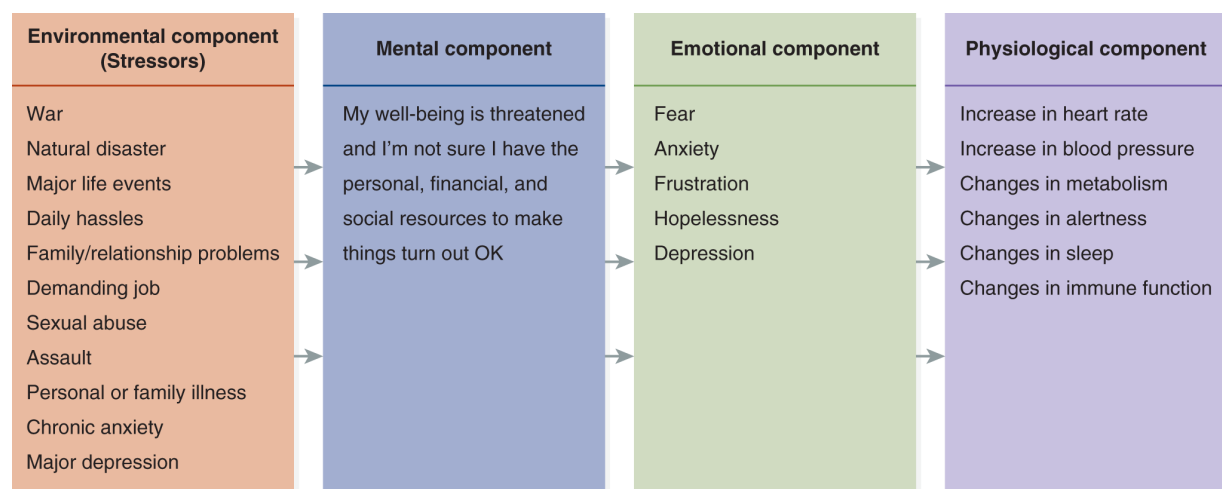 Environmental component
(Stressors)
War
Natural disaster
Major life events
Daily hassles
Family/relationship problems
Demanding job
Sexual abuse
Assault
Personal or family illness
Chronic anxiety
Major depression
Mental component
My well-being is threatened
and I’m not sure I have the
personal, financial, and
social resources to make
things turn out OK
Emotional component
Fear
Anxiety
Frustration
Hopelessness
Depression
Physiological component
Increase in heart rate
Increase in blood pressure
Changes in metabolism
Changes in alertness
Changes in sleep
Changes in immune function